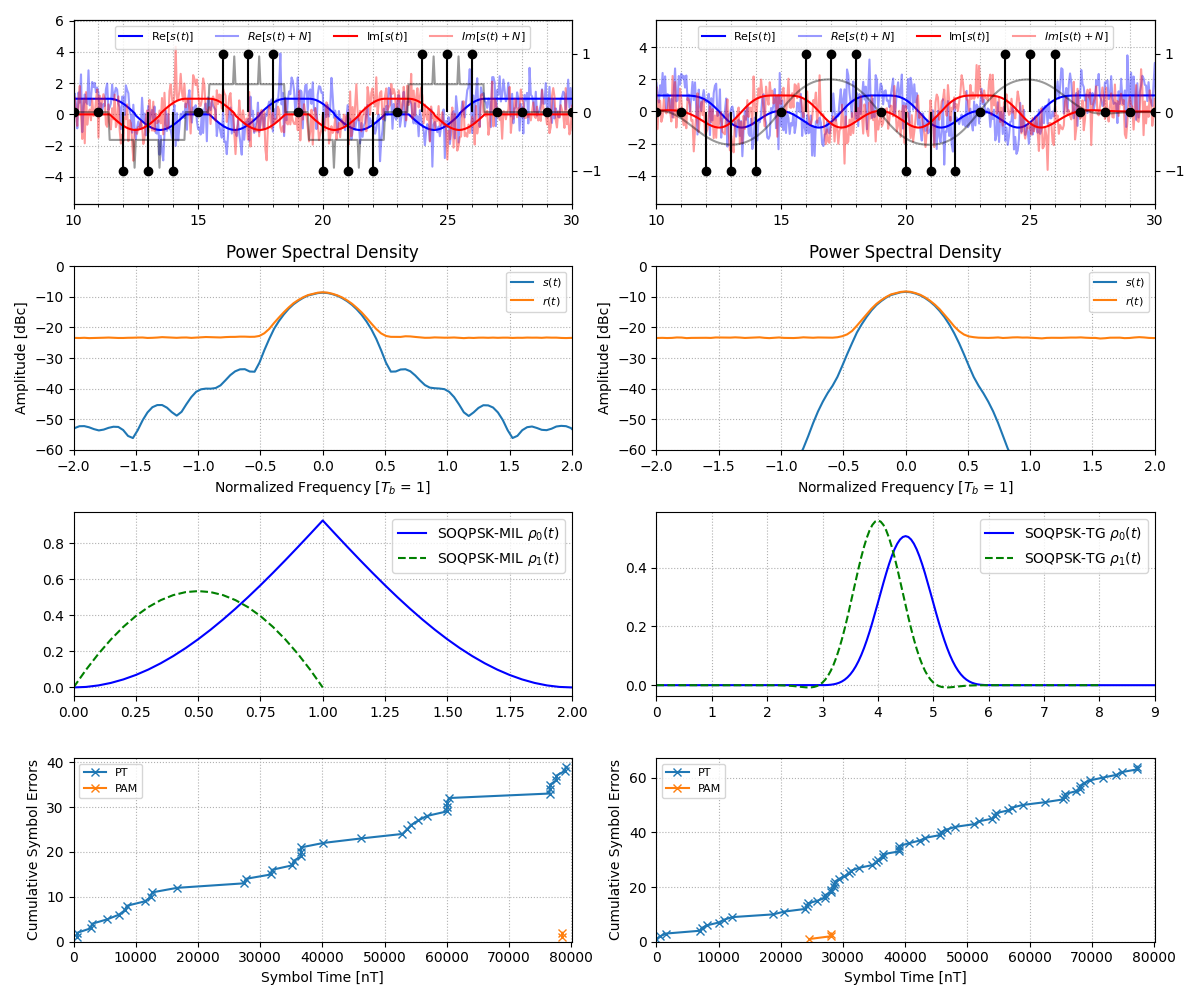 6
4
2
0
−2
−4
Re[s(t)] Re[s(t) + N] Im[s(t)] Im[s(t) + N]
1
0
−1
10 15 20 25 30
4
2
0
−2
−4
Re[s(t)] Re[s(t) + N] Im[s(t)] Im[s(t) + N]
1
0
−1
10 15 20 25 30
Power Spectral Density
Amplitude [dBc]
0
−10
−20
−30
−40
−50
−60
s(t)
r(t)
−2.0 −1.5 −1.0 −0.5 0.0 0.5 1.0 1.5 2.0
Normalized Frequency [T_b = 1]
Power Spectral Density
Amplitude [dBc]
0
−10
−20
−30
−40
−50
−60
s(t)
r(t)
−2.0 −1.5 −1.0 −0.5 0.0 0.5 1.0 1.5 2.0
Normalized Frequency [T_b = 1]
0.8
0.6
0.4
0.2
0.0
SOQPSK-MIL ρ₀(t)
SOQPSK-MIL ρ₁(t)
0.00 0.25 0.50 0.75 1.00 1.25 1.50 1.75 2.00
0.4
0.2
0.0
SOQPSK-TG ρ₀(t)
SOQPSK-TG ρ₁(t)
0 1 2 3 4 5 6 7 8 9
Cumulative Symbol Errors
40
30
20
10
0
PT
PAM
0 10000 20000 30000 40000 50000 60000 70000 80000
Symbol Time [nT]
Cumulative Symbol Errors
60
40
20
0
PT
PAM
0 10000 20000 30000 40000 50000 60000 70000 80000
Symbol Time [nT]